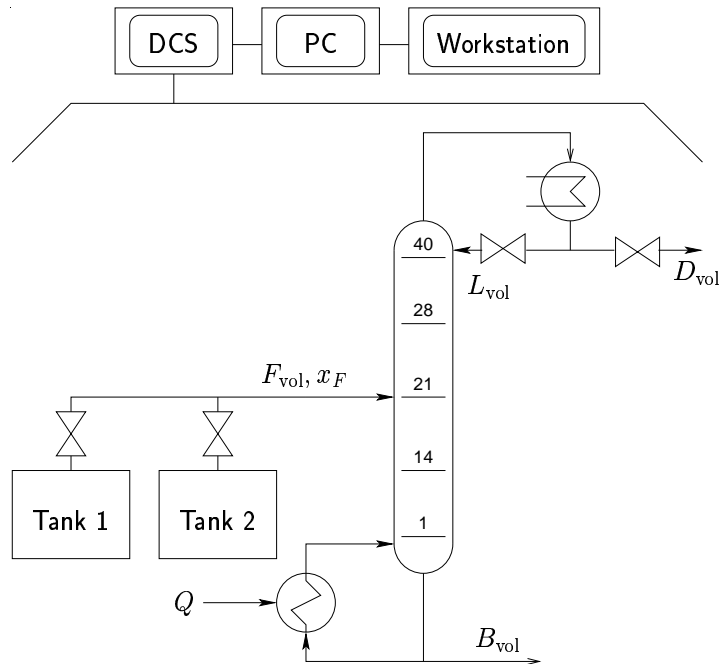 DCS PC Workstation
40
L_vol D_vol
28
F_vol, x_F 21
14
Tank 1 Tank 2 1
Q
B_vol